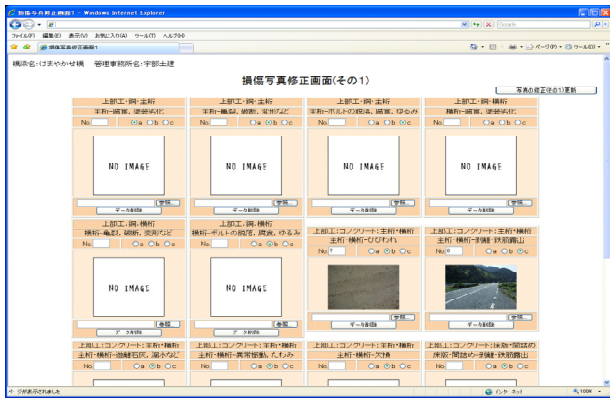 損傷写真修正画面1 - Windows Internet Explorer
Google
ファイル(F) 編集(E) 表示(V) お気に入り(A) ツール(T) ヘルプ(H)
損傷写真修正画面1
ページ(P) ツール(O)
橋梁名:はまやかせ橋 管理事務所名:宇部土建
損傷写真修正画面(その1)
写真の修正(その1)更新
上部工・鋼・主桁 上部工・鋼・主桁 上部工・鋼・主桁 上部工・鋼・横桁
主桁-腐食、塗装劣化 主桁-亀裂、破断、変形など 主桁-ボルトの脱落、腐食、ゆるみ 横桁-腐食、塗装劣化
No. a b c No. a b c No. a b c No. a b c
NO IMAGE NO IMAGE NO IMAGE NO IMAGE
参照... 参照... 参照... 参照...
データ削除 データ削除 データ削除 データ削除
上部工・鋼・横桁 上部工・鋼・横桁 上部工:コンクリート:主桁・横桁 上部工:コンクリート:主桁・横桁
横桁-亀裂、破断、変形など 横桁-ボルトの脱落、腐食、ゆるみ 主桁・横桁-ひびわれ 主桁・横桁-剥離・鉄筋露出
No. a b c No. a b c No. a b c No. a b c
NO IMAGE NO IMAGE
参照... 参照... 参照... 参照...
データ削除 データ削除 データ削除 データ削除
上部工:コンクリート:主桁・横桁 上部工:コンクリート:主桁・横桁 上部工:コンクリート:主桁・横桁 上部工:コンクリート:床版・間詰め
主桁・横桁-遊離石灰、漏水など 主桁・横桁-異常振動、たわみ 主桁・横桁-欠損 床版・間詰め-剥離・鉄筋露出
No. a b c No. a b c No. a b c No. a b c
ページが表示されました
インターネット
100%